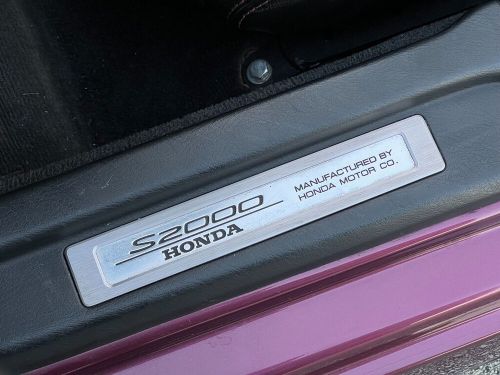 S2000
HONDA
MANUFACTURED BY
HONDA MOTOR CO.